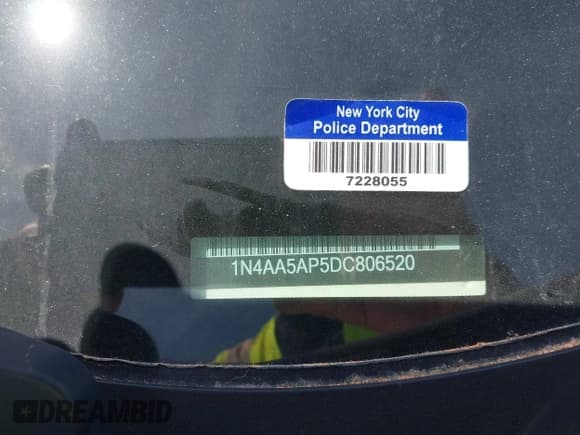 New York City
Police Department
7228055
1N4AA5AP5DC806520
DREAMBID